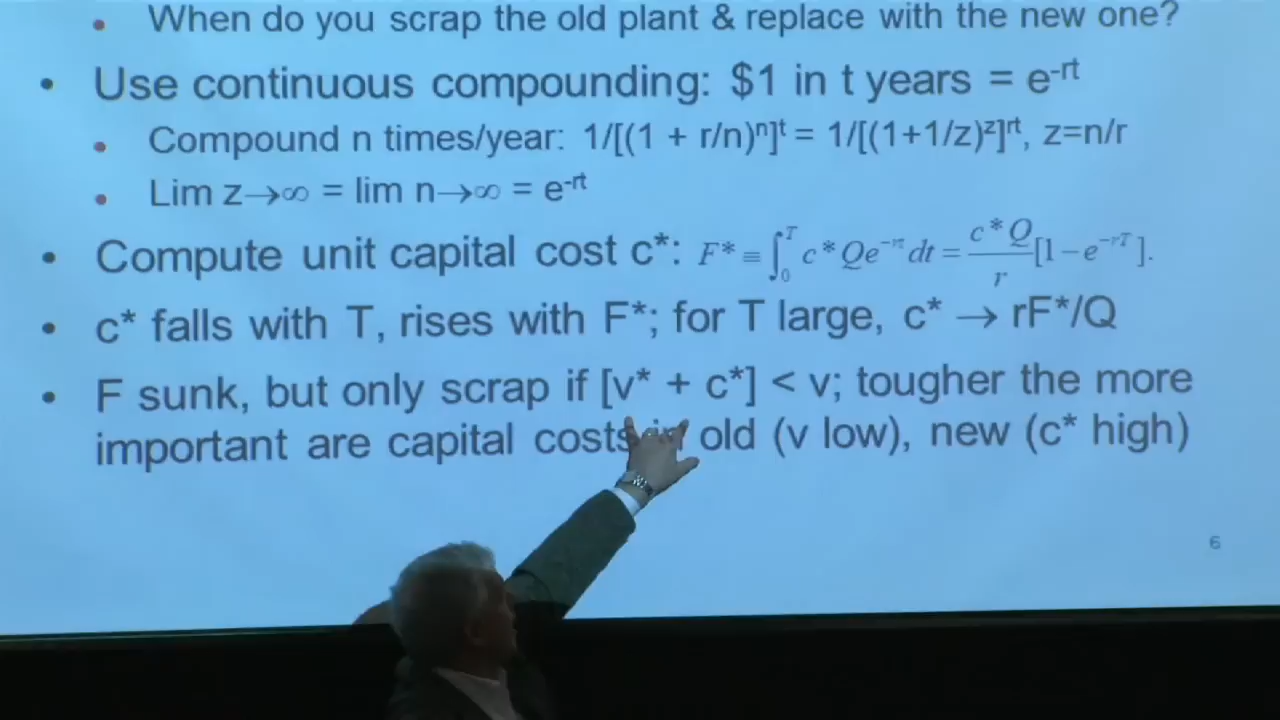 • When do you scrap the old plant & replace with the new one?
• Use continuous compounding: $1 in t years = e^-rt
• Compound n times/year: 1/[(1 + r/n)^n]^t = 1/[(1+1/z)^z]^rt, z=n/r
• Lim z→∞ = lim n→∞ = e^-rt
• Compute unit capital cost c*: F* = ∫_0^T c*Qe^-rt dt = c*Q/r [1−e^-rT].
• c* falls with T, rises with F*; for T large, c* → rF*/Q
• F sunk, but only scrap if [v* + c*] < v; tougher the more
important are capital costs in old (v low), new (c* high)
6